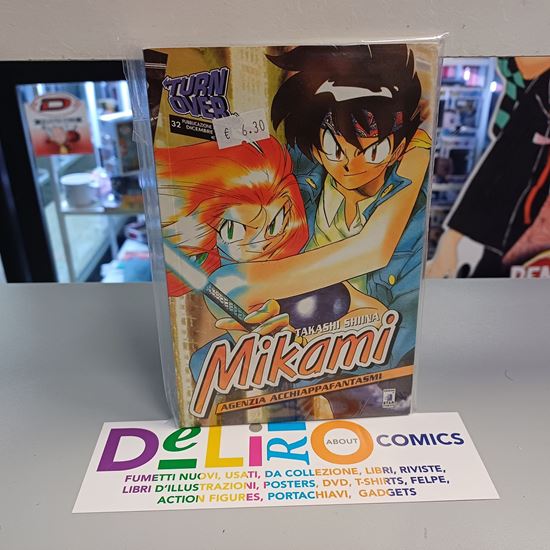 TURN
OVER
32 PUBBLICAZIONE
DICEMBRE
€ 6.30
TAKASHI SHIINA
Mikami
AGENZIA ACCHIAPPAFANTASMI
DeLiRiO ABOUT COMICS
FUMETTI NUOVI, USATI, DA COLLEZIONE, LIBRI, RIVISTE,
LIBRI D'ILLUSTRAZIONI, POSTERS, DVD, T-SHIRTS, FELPE,
ACTION FIGURES, PORTACHIAVI, GADGETS